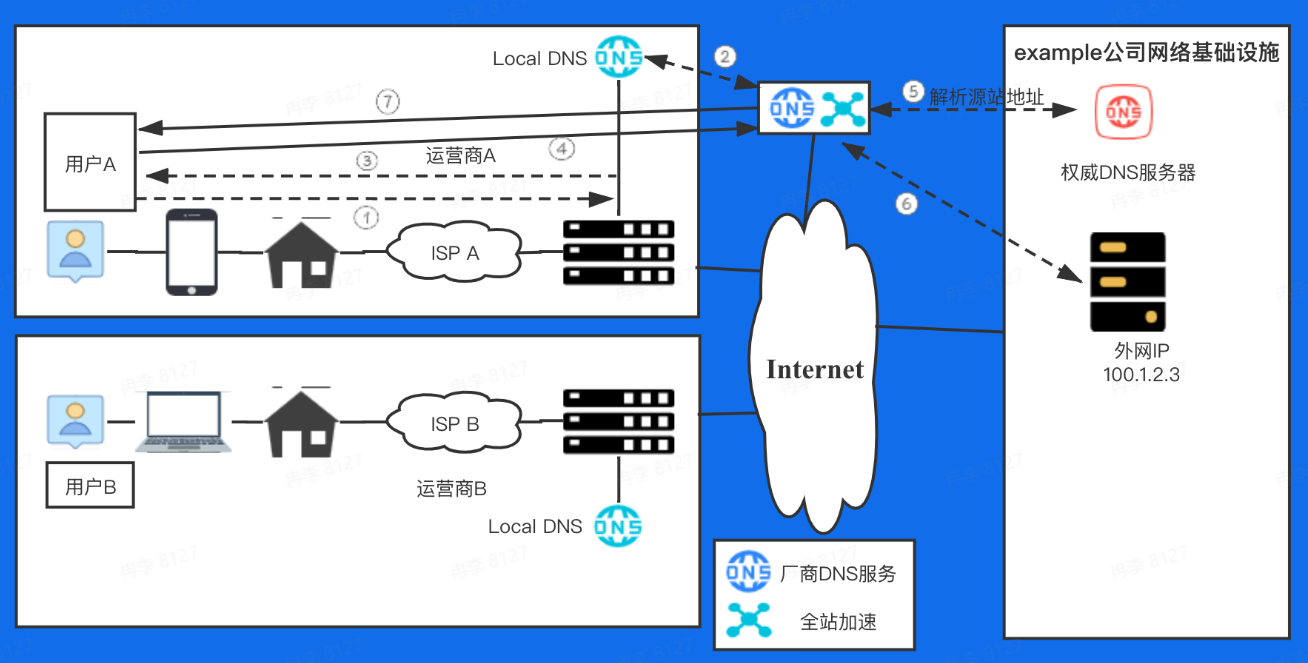 Local DNS
DNS
②
⑦
用户A
运营商A
④
③
①
ISP A
DNS
⑤ 解析源站地址
⑥
example公司网络基础设施
DNS
权威DNS服务器
外网IP
100.1.2.3
Internet
用户B
ISP B
运营商B
Local DNS
DNS
DNS
厂商DNS服务
全站加速
冉李 8127